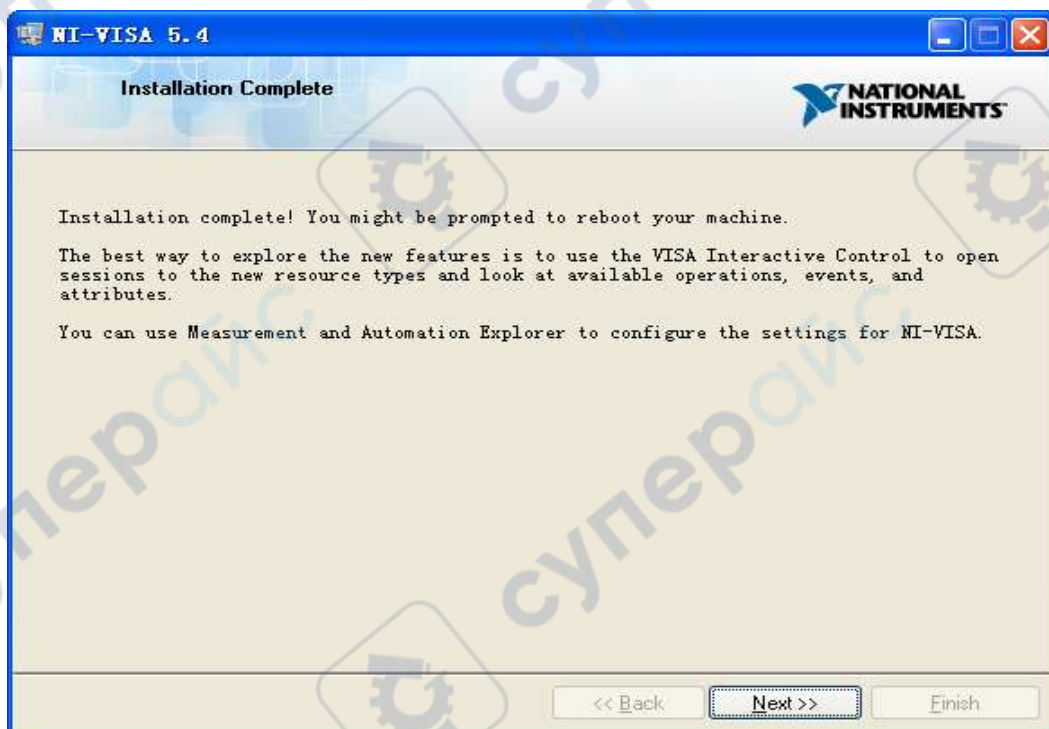 NI-VISA 5.4
Installation Complete
NATIONAL
INSTRUMENTS
Installation complete! You might be prompted to reboot your machine.
The best way to explore the new features is to use the VISA Interactive Control to open
sessions to the new resource types and look at available operations, events, and
attributes.
You can use Measurement and Automation Explorer to configure the settings for NI-VISA.
суперайс
<< Back
Next >>
Finish